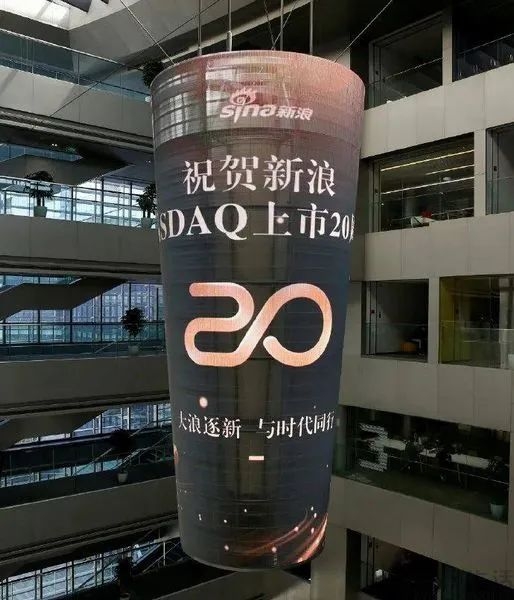 sina新浪
祝贺新浪
SDAQ上市20
20
大浪逐新 与时代同行